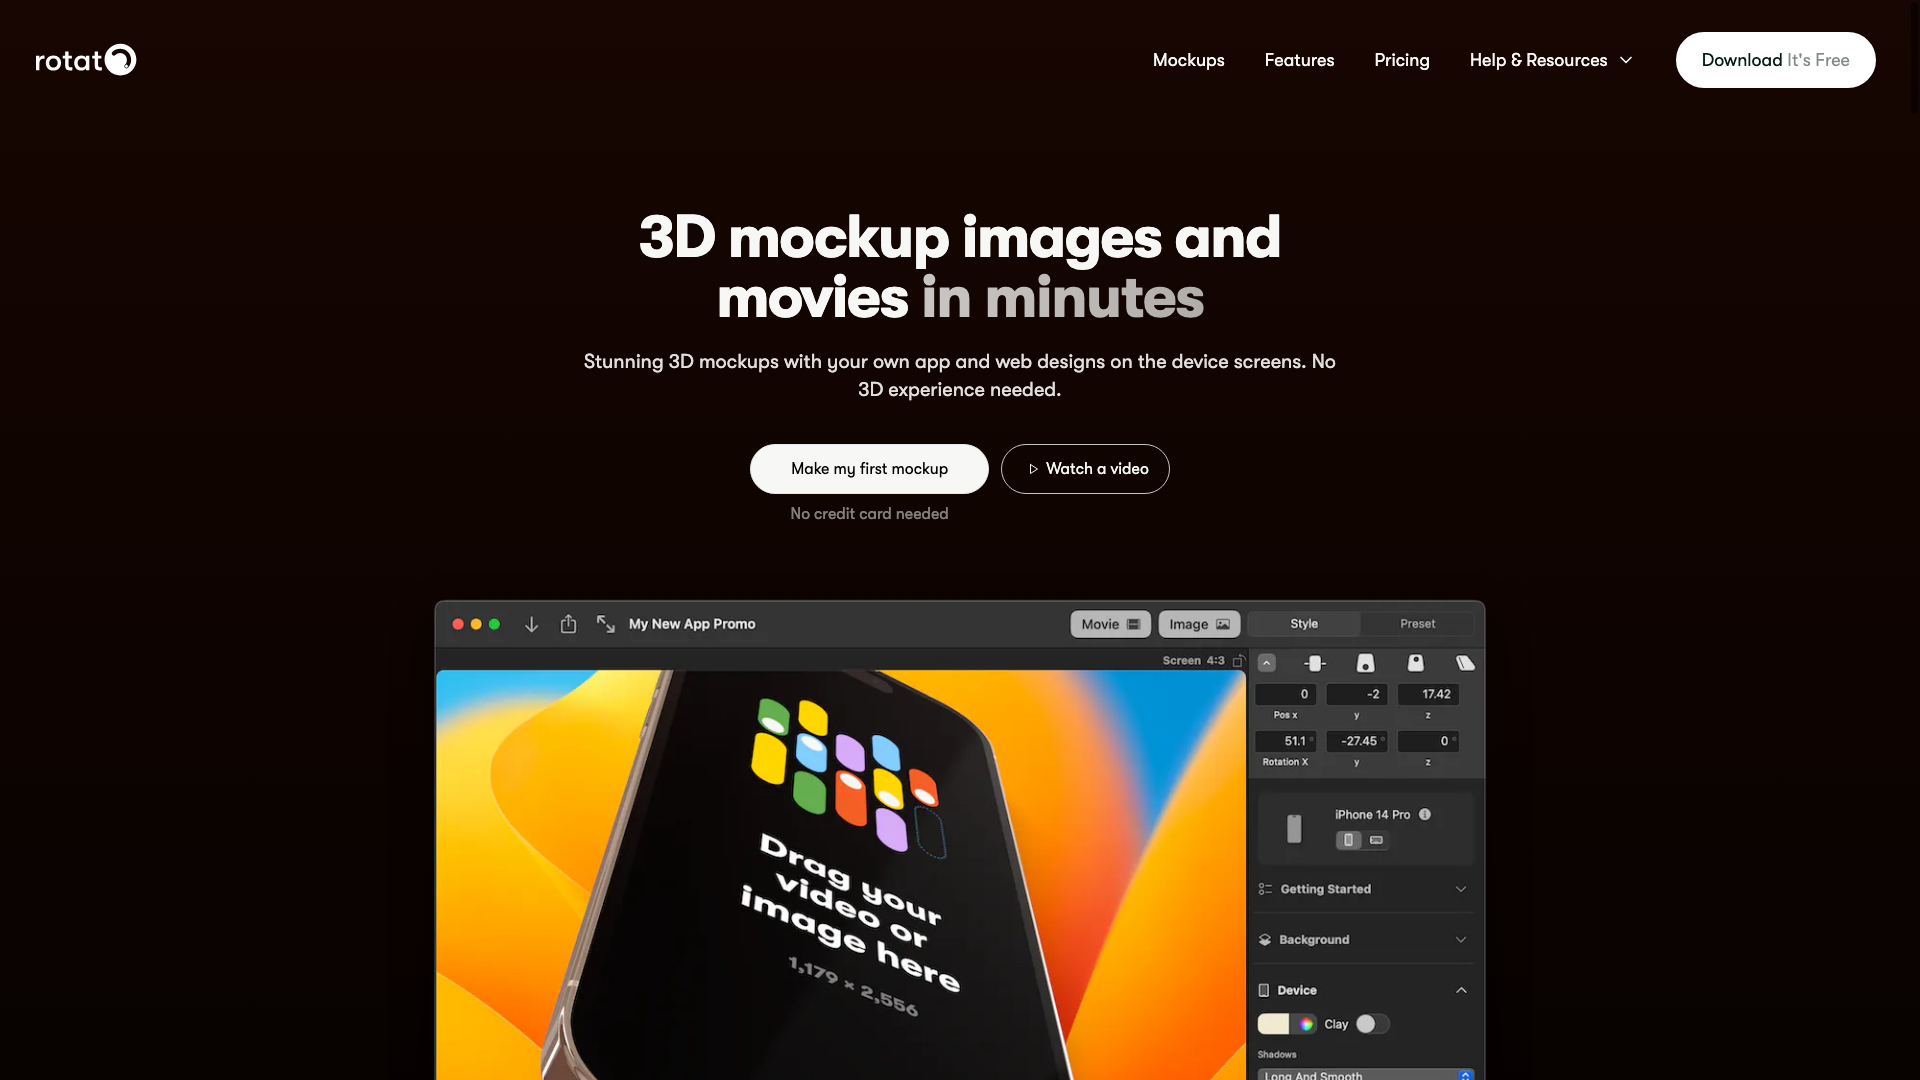 rotato
Mockups
Features
Pricing
Help & Resources
Download It's Free
3D mockup images and
movies in minutes
Stunning 3D mockups with your own app and web designs on the device screens. No
3D experience needed.
Make my first mockup
Watch a video
No credit card needed
My New App Promo
Movie
Image
Style
Preset
Screen 4:3
0
-2
17.42
Pos x
y
z
51.1 °
-27.45 °
0 °
Rotation X
y
z
iPhone 14 Pro
Getting Started
Background
Device
Clay
Shadows
Long And Smooth
Drag your
video or
image here
1,179 × 2,556